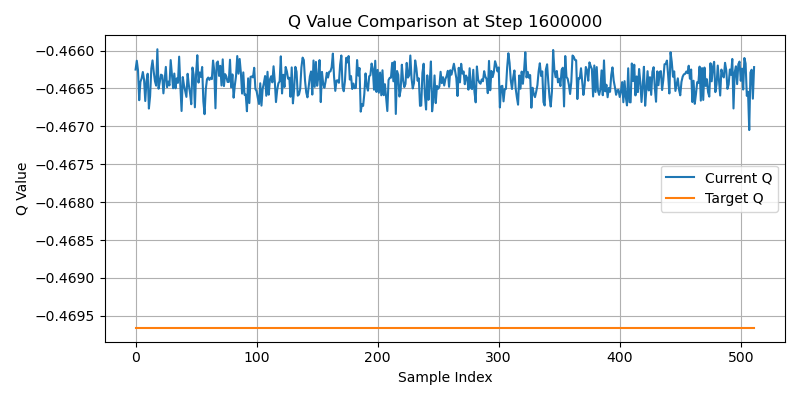 Q Value Comparison at Step 1600000
−0.4660
−0.4665
−0.4670
−0.4675
−0.4680
−0.4685
−0.4690
−0.4695
Q Value
Current Q
Target Q
0 100 200 300 400 500
Sample Index